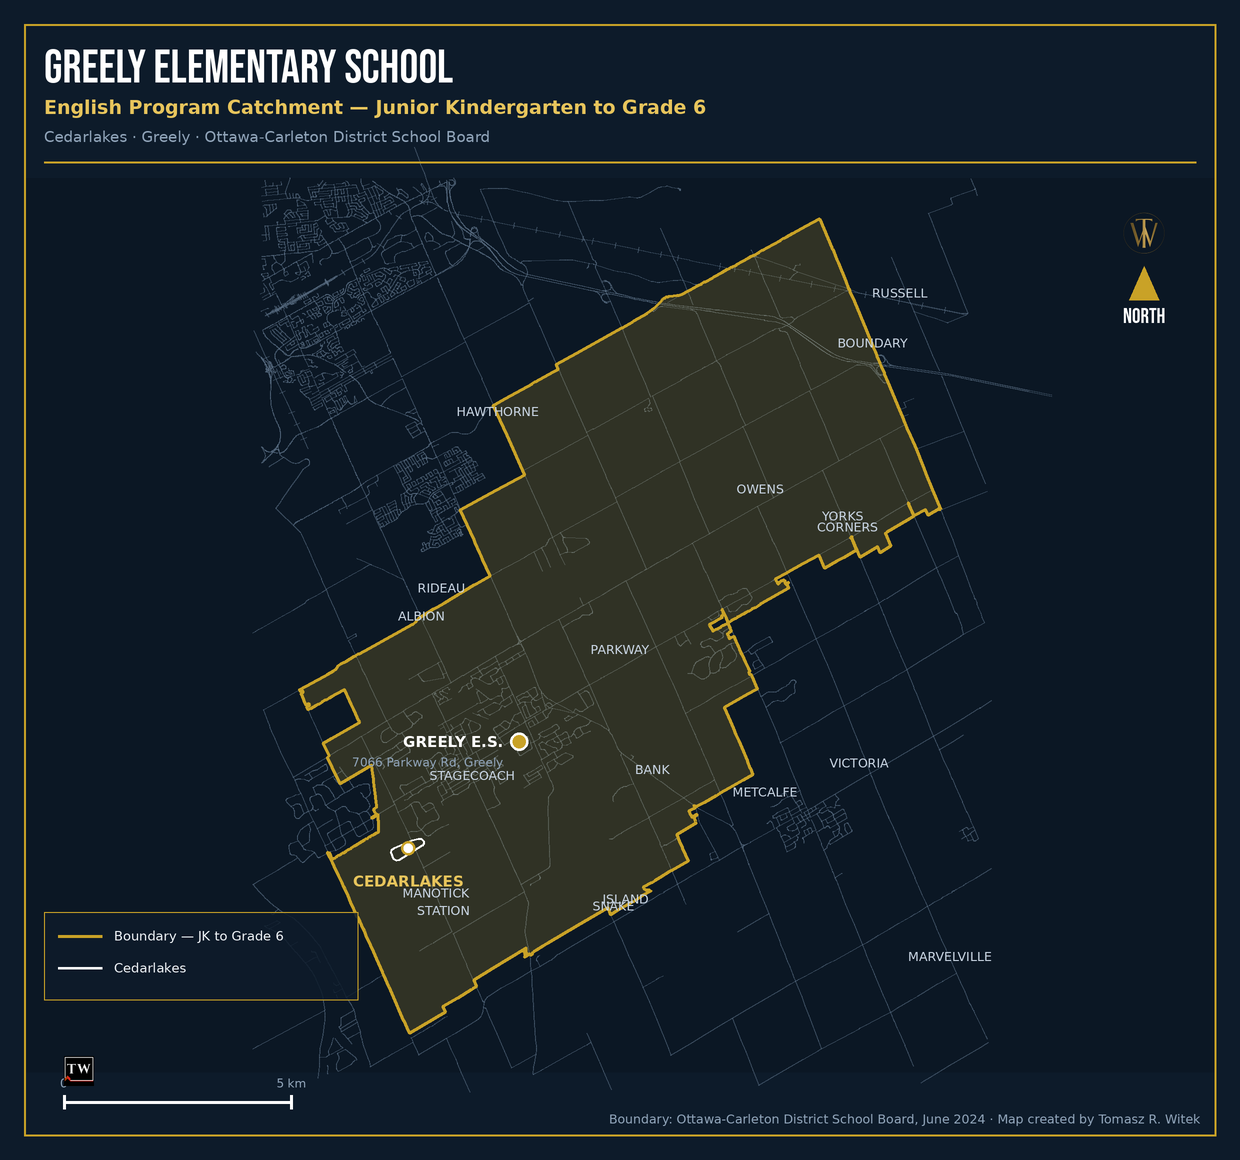 GREELY ELEMENTARY SCHOOL
English Program Catchment — Junior Kindergarten to Grade 6
Cedarlakes · Greely · Ottawa-Carleton District School Board
TW
NORTH
RUSSELL
BOUNDARY
HAWTHORNE
OWENS
YORKS
CORNERS
RIDEAU
ALBION
PARKWAY
GREELY E.S.
7066 Parkway Rd, Greely
STAGECOACH
BANK
VICTORIA
METCALFE
CEDARLAKES
MANOTICK
STATION
ISLAND
SNAKE
MARVELVILLE
Boundary — JK to Grade 6
Cedarlakes
TW
0
5 km
Boundary: Ottawa-Carleton District School Board, June 2024 · Map created by Tomasz R. Witek